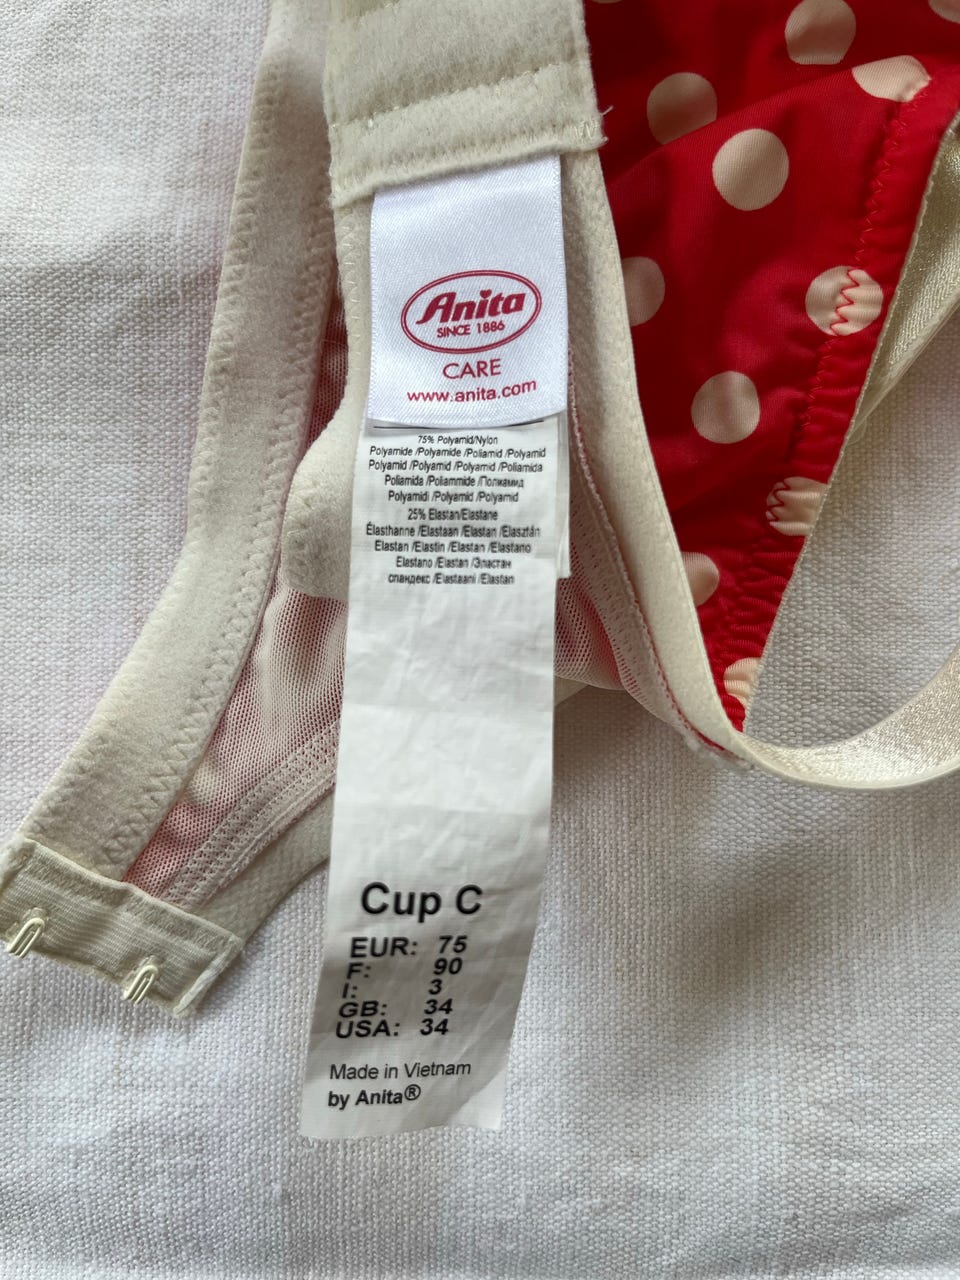 Anita
SINCE 1886
CARE
www.anita.com
75% Polyamid/Nylon
Polyamide /Polyamide /Poliamid /Polyamid
Polyamid /Polyamid /Polyamid /Poliamida
Poliamida /Poliammide /Полиамид
Polyamidi /Polyamid /Polyamid
25% Elastan/Elastane
Élasthanne /Elastaan /Elastan /Elasztán
Elastan /Elastin /Elastan /Elastano
Elastano /Elastan /Эластан
спандекс /Elastaani /Elastan
Cup C
EUR: 75
F: 90
I: 3
GB: 34
USA: 34
Made in Vietnam
by Anita®